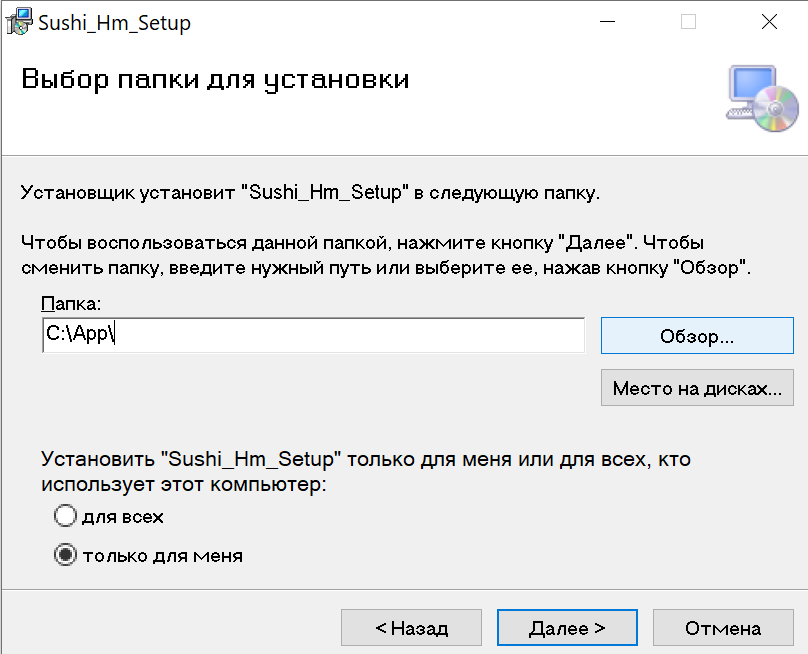 Sushi_Hm_Setup
Выбор папки для установки
Установщик установит "Sushi_Hm_Setup" в следующую папку.
Чтобы воспользоваться данной папкой, нажмите кнопку "Далее". Чтобы
сменить папку, введите нужный путь или выберите ее, нажав кнопку "Обзор".
Папка:
C:\App\
Обзор...
Место на дисках...
Установить "Sushi_Hm_Setup" только для меня или для всех, кто
использует этот компьютер:
для всех
только для меня
< Назад
Далее >
Отмена